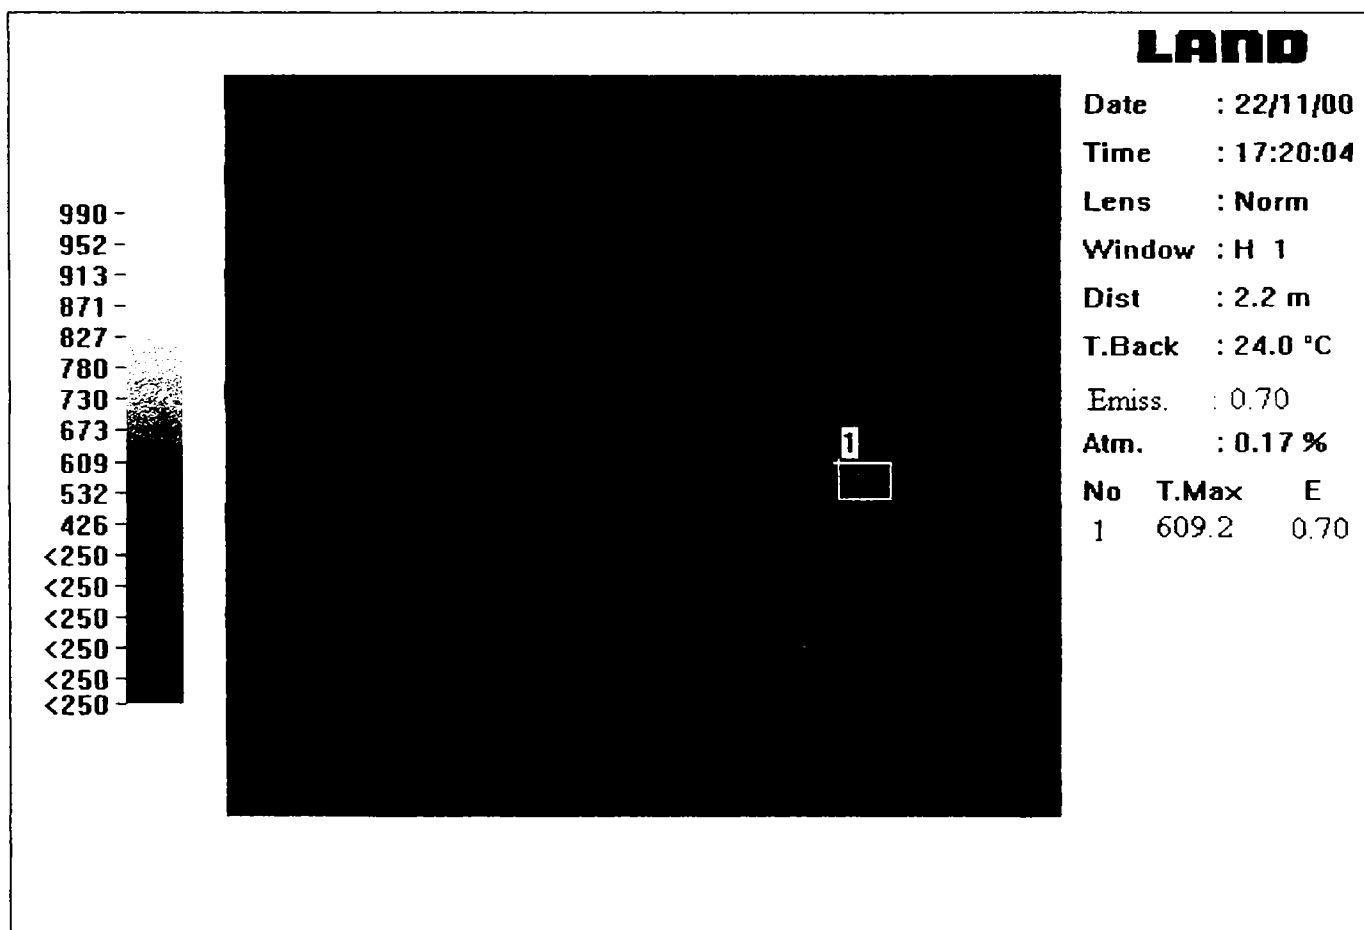 LAND
Date : 22/11/00
Time : 17:20:04
Lens : Norm
Window : H 1
Dist : 2.2 m
T.Back : 24.0 °C
Emiss. : 0.70
Atm. : 0.17 %
No T.Max E
1 609.2 0.70
990
952
913
871
827
780
730
673
609
532
426
<250
<250
<250
<250
<250
<250
1